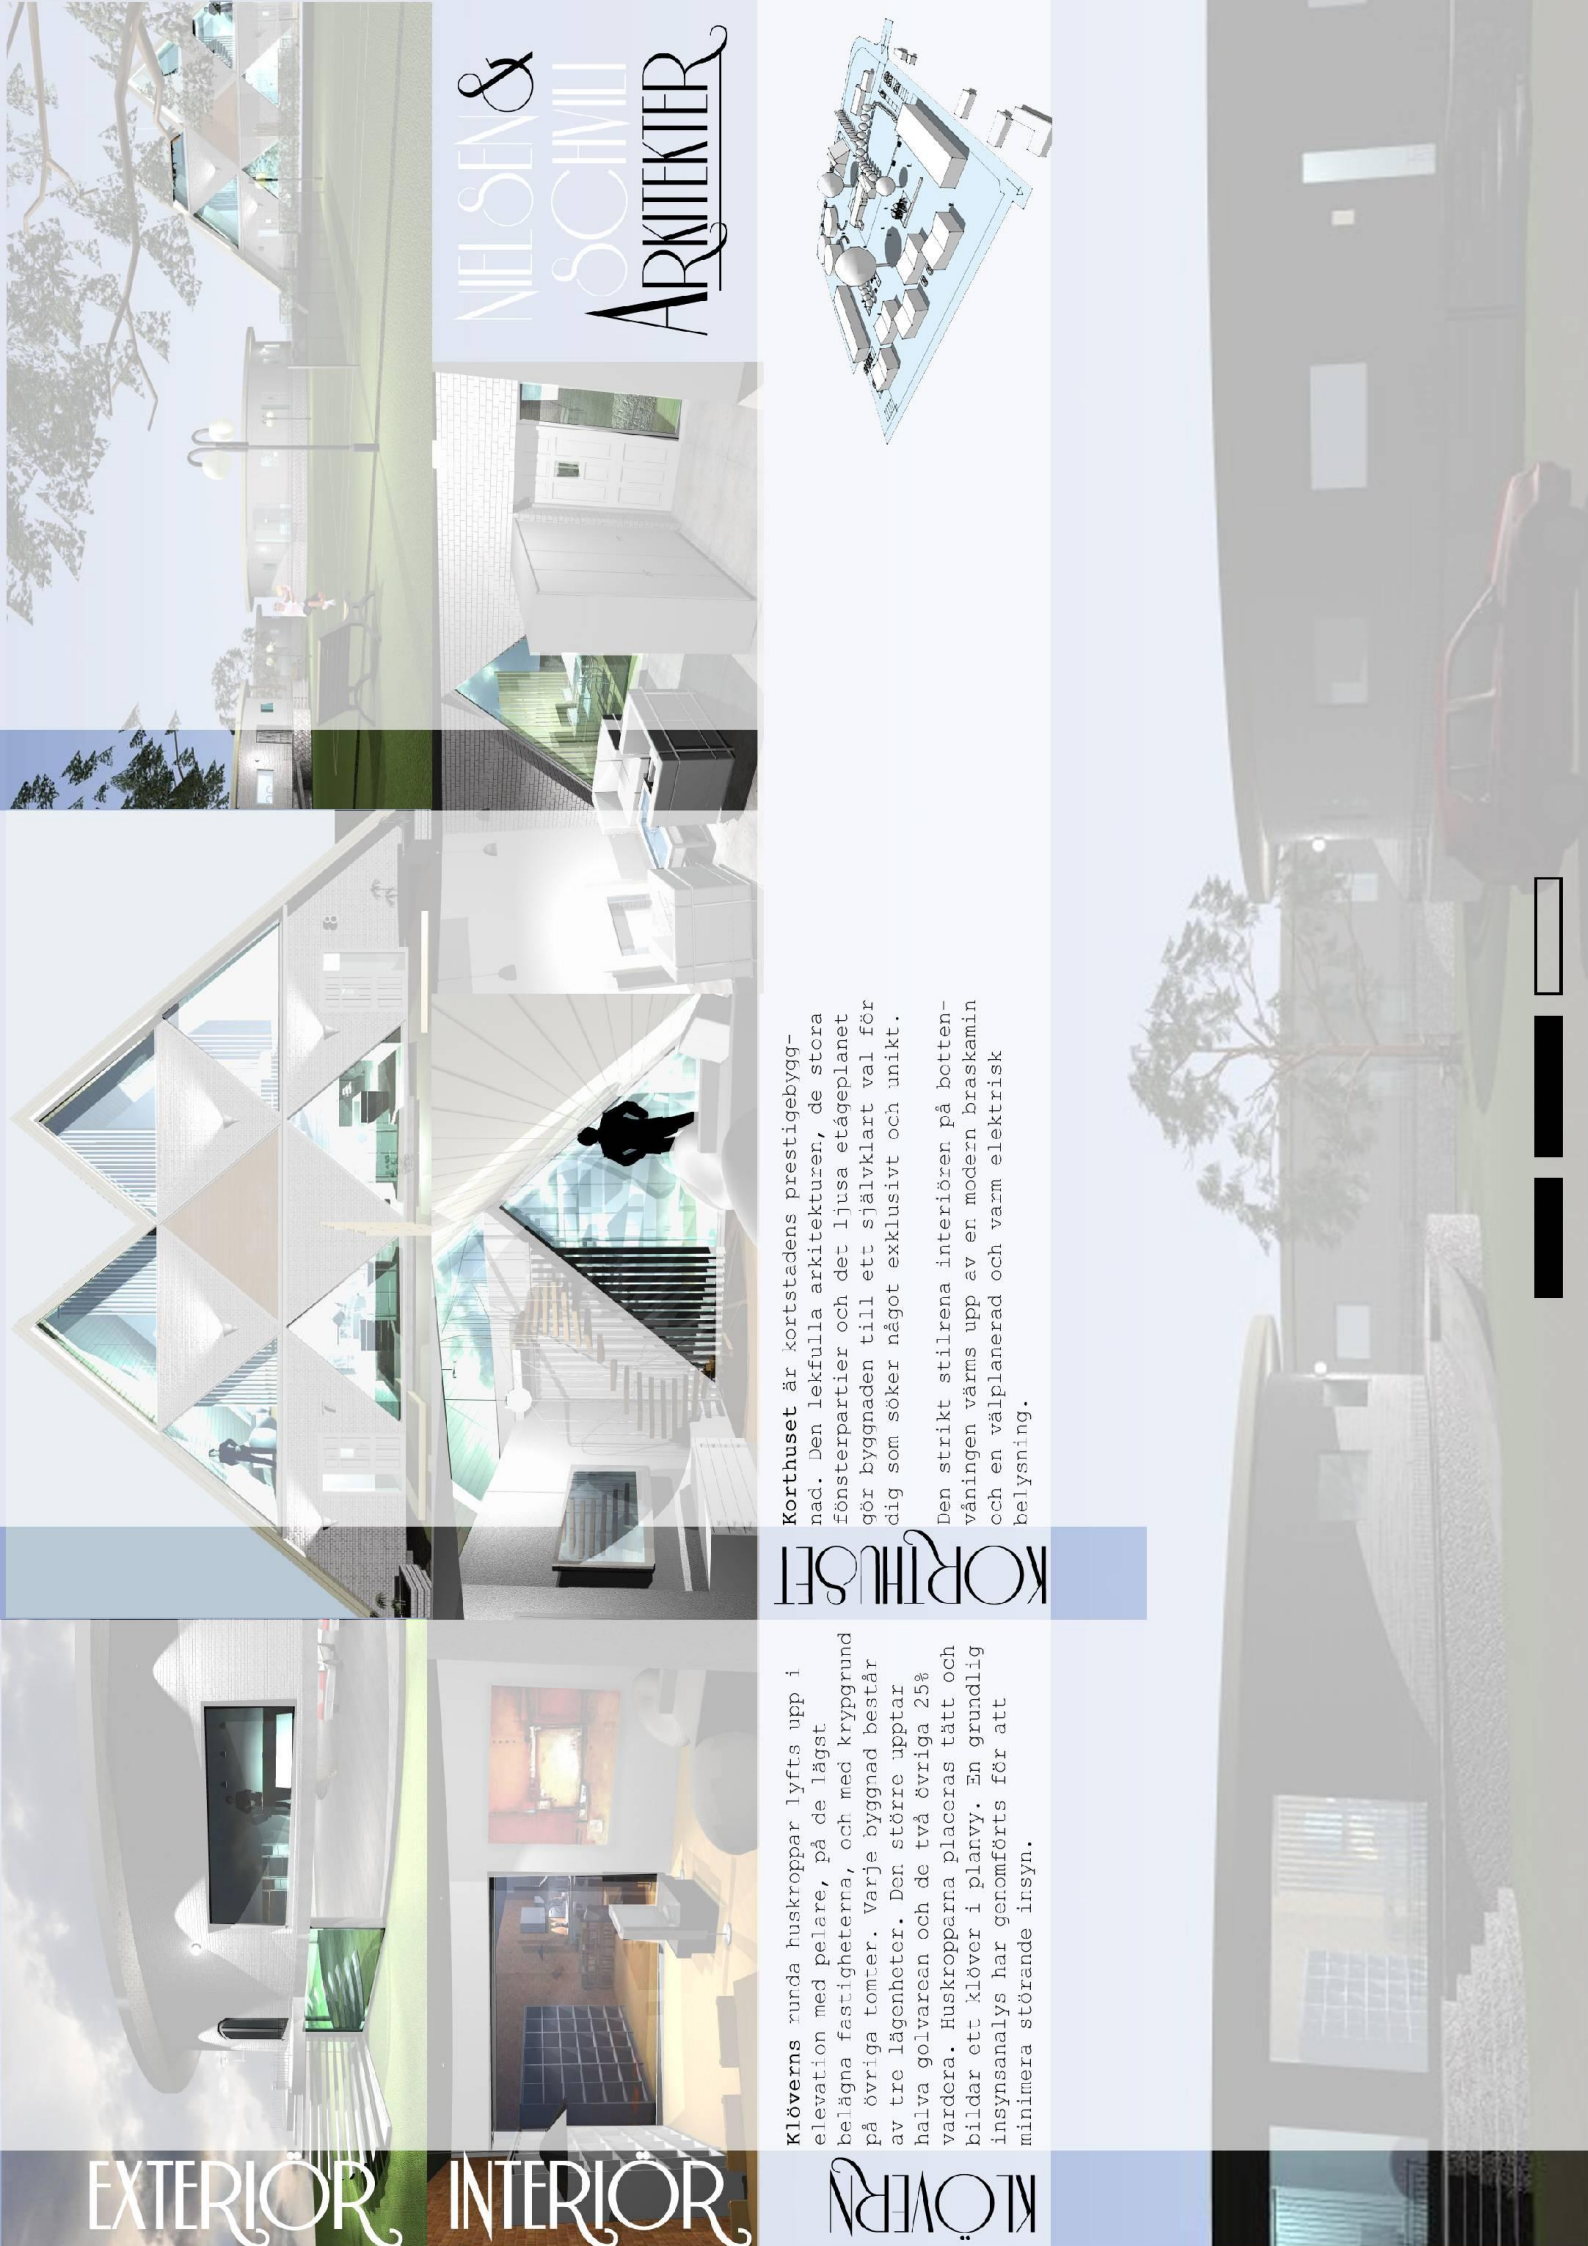 EXTERIÖR
INTERIÖR
NIELSEN &
SCHVILI
ARKITEKTER
KLÖVERN
Klöverns runda huskroppar lyfts upp i
elevation med pelare, på de lägst
belägna fastigheterna, och med krypgrund
på övriga tomter. Varje byggnad består
av tre lägenheter. Den större upptar
halva golvarean och de två övriga 25%
vardera. Huskropparna placeras tätt och
bildar ett klöver i planvy. En grundlig
insynsanalys har genomförts för att
minimera störande insyn.
KORTHUSET
Korthuset är kortstadens prestigebygg-
nad. Den lekfulla arkitekturen, de stora
fönsterpartier och det ljusa etágeplanet
gör byggnaden till ett självklart val för
dig som söker något exklusivt och unikt.
Den strikt stilrena interiören på botten-
våningen värms upp av en modern braskamin
och en välplanerad och varm elektrisk
belysning.